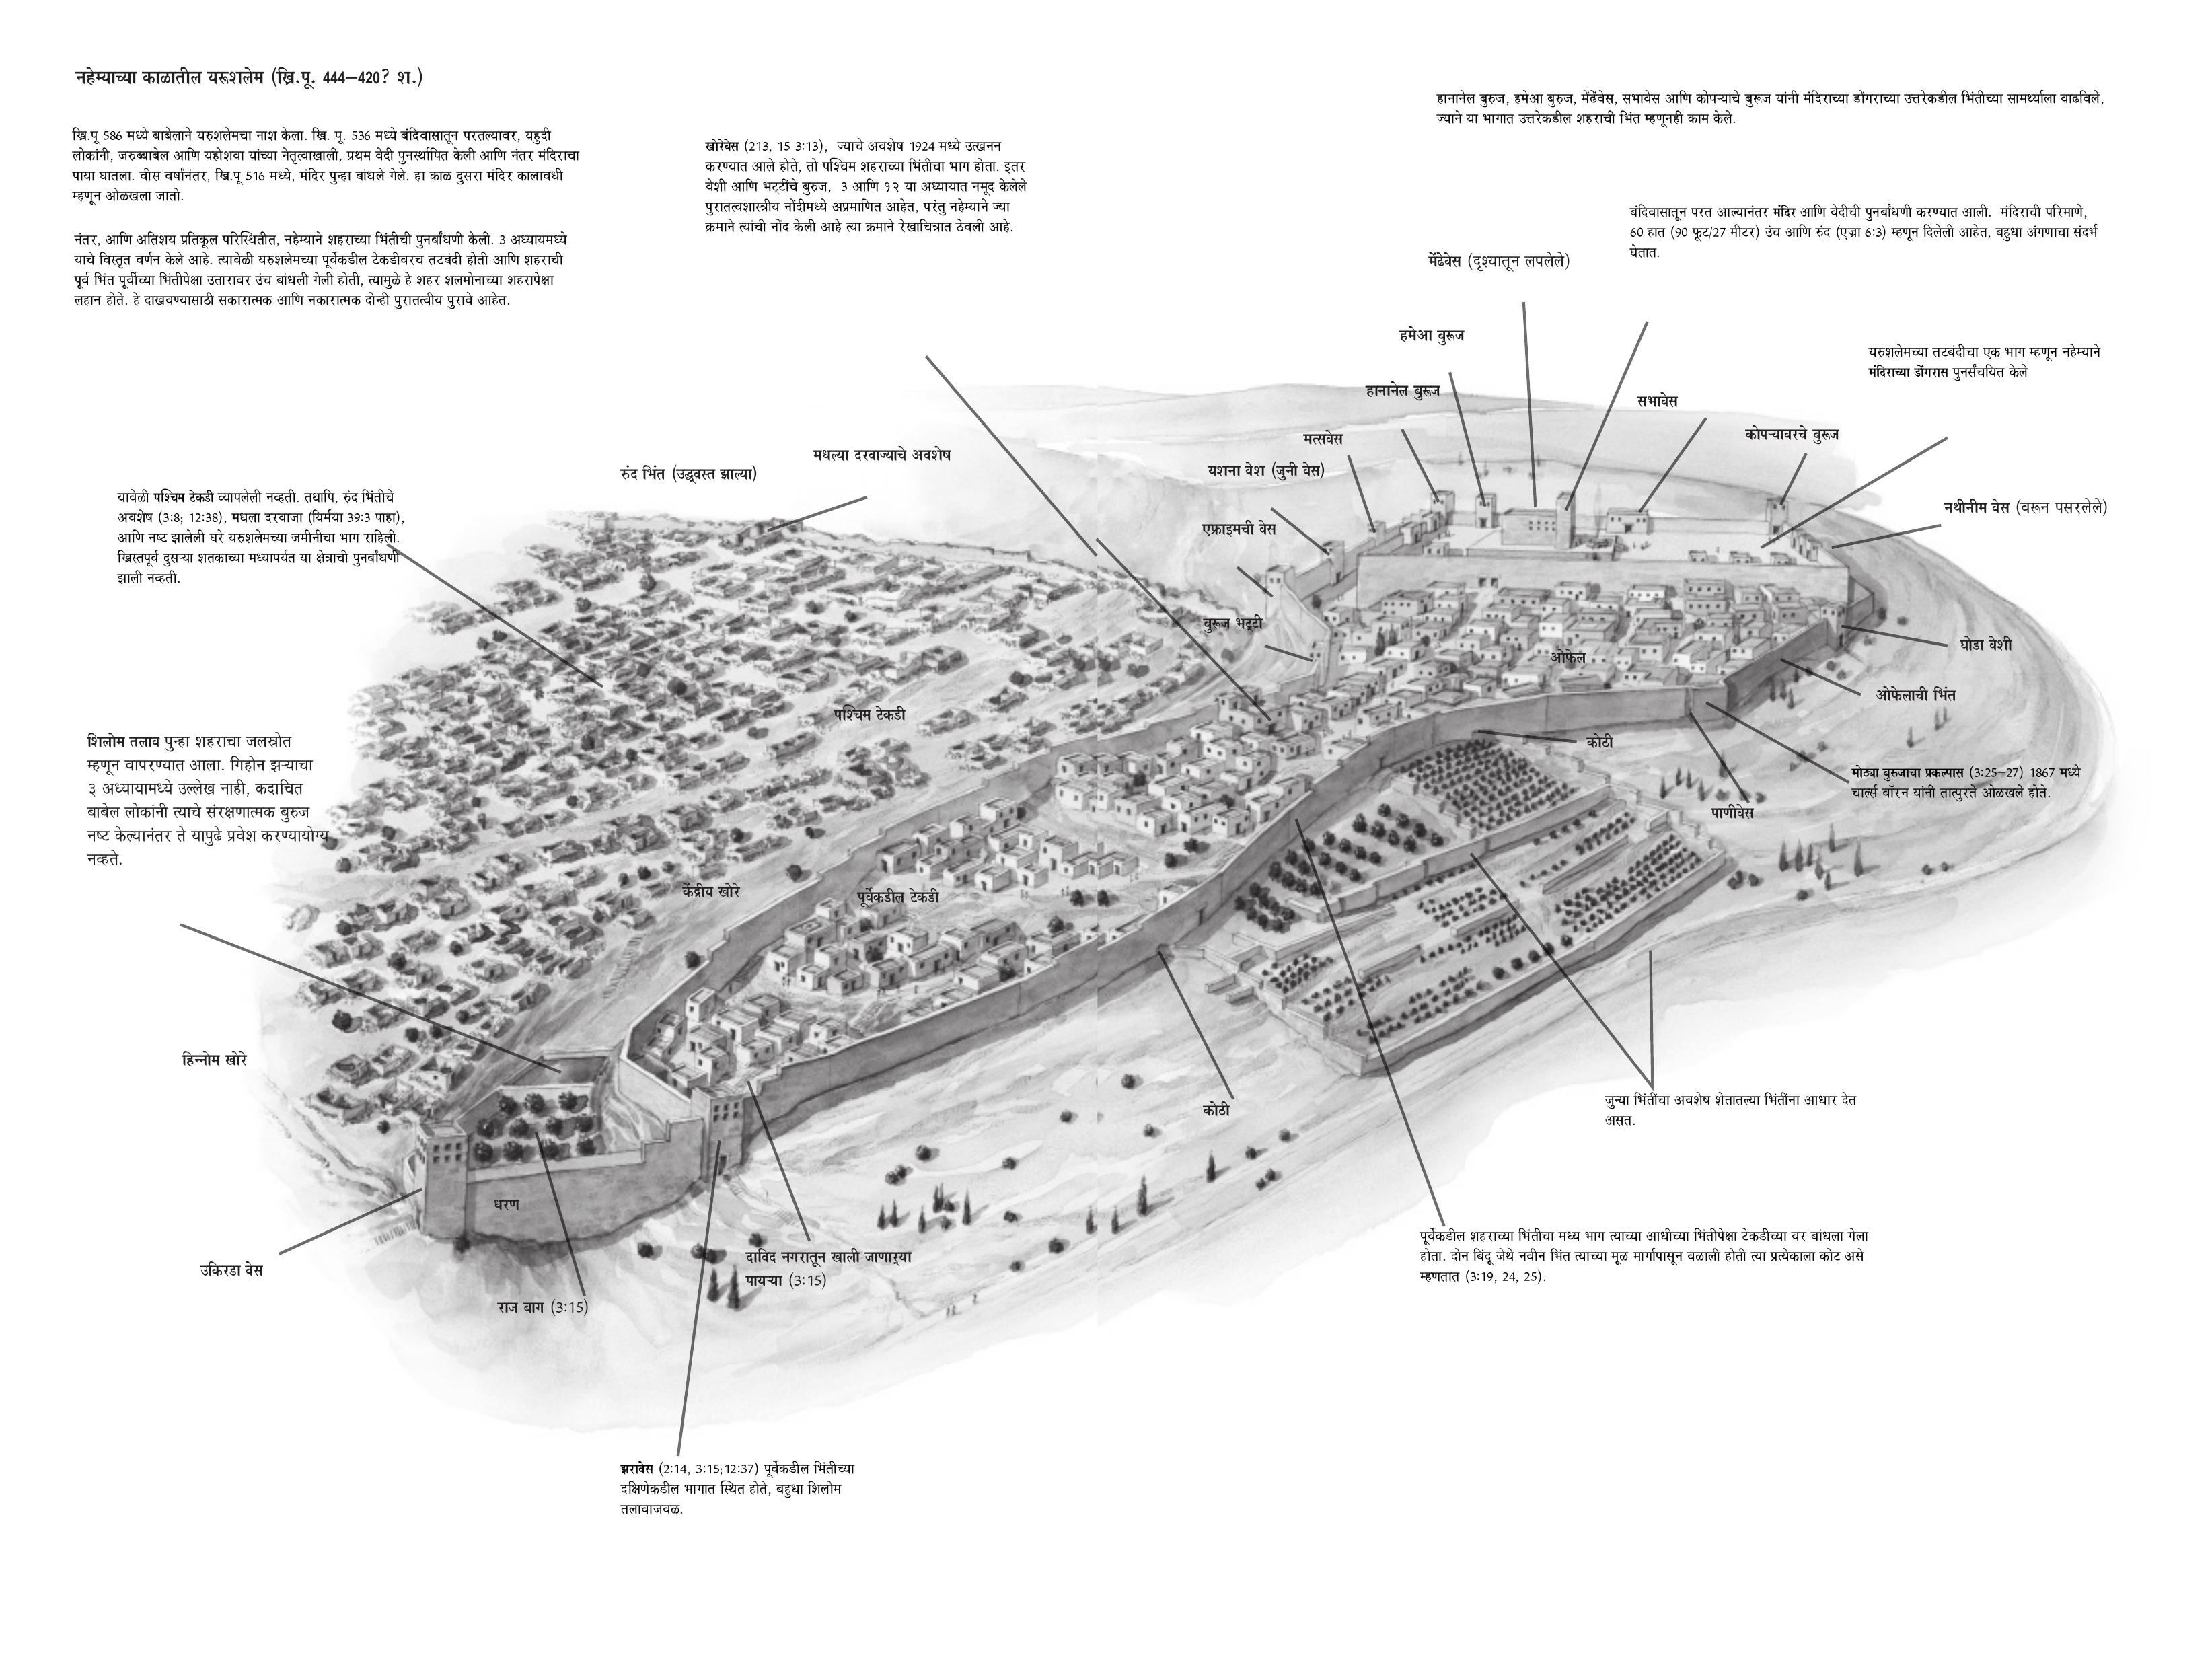 नहेम्याच्या काळातील यरूशलेम (ख्रि.पू. 444–420? श.)
ख्रि.पू 586 मध्ये बाबेलाने यरुशलेमचा नाश केला. ख्रि. पू. 536 मध्ये बंदिवासातून परतल्यावर, यहुदी
लोकांनी, जरुब्बाबेल आणि यहोशवा यांच्या नेतृत्वाखाली, प्रथम वेदी पुनर्स्थापित केली आणि नंतर मंदिराचा
पाया घातला. वीस वर्षांनंतर, ख्रि.पू 516 मध्ये, मंदिर पुन्हा बांधले गेले. हा काळ दुसरा मंदिर कालावधी
म्हणून ओळखला जातो.
नंतर, आणि अतिशय प्रतिकूल परिस्थितीत, नहेम्याने शहराच्या भिंतीची पुनर्बांधणी केली. 3 अध्यायमध्ये
याचे विस्तृत वर्णन केले आहे. त्यावेळी यरुशलेमच्या पूर्वेकडील टेकडीवरच तटबंदी होती आणि शहराची
पूर्व भिंत पूर्वीच्या भिंतीपेक्षा उतारावर उंच बांधली गेली होती, त्यामुळे हे शहर शलमोनाच्या शहरापेक्षा
लहान होते. हे दाखवण्यासाठी सकारात्मक आणि नकारात्मक दोन्ही पुरातत्वीय पुरावे आहेत.
खोरेवेस (213, 15 3:13), ज्याचे अवशेष 1924 मध्ये उत्खनन
करण्यात आले होते, तो पश्चिम शहराच्या भिंतीचा भाग होता. इतर
वेशी आणि भट्टींचे बुरुज, 3 आणि १२ या अध्यायात नमूद केलेले
पुरातत्वशास्त्रीय नोंदीमध्ये अप्रमाणित आहेत, परंतु नहेम्याने ज्या
क्रमाने त्यांची नोंद केली आहे त्या क्रमाने रेखाचित्रात ठेवली आहे.
हानानेल बुरुज, हमेआ बुरुज, मेंढेंवेस, सभावेस आणि कोपऱ्याचे बुरूज यांनी मंदिराच्या डोंगराच्या उत्तरेकडील भिंतीच्या सामर्थ्याला वाढविले,
ज्याने या भागात उत्तरेकडील शहराची भिंत म्हणूनही काम केले.
बंदिवासातून परत आल्यानंतर मंदिर आणि वेदीची पुनर्बांधणी करण्यात आली. मंदिराची परिमाणे,
60 हात (90 फूट/27 मीटर) उंच आणि रुंद (एज्रा 6:3) म्हणून दिलेली आहेत, बहुधा अंगणाचा संदर्भ
घेतात.
मेंढेवेस (दृश्यातून लपलेले)
हमेआ बुरूज
यरुशलेमच्या तटबंदीचा एक भाग म्हणून नहेम्याने
मंदिराच्या डोंगरास पुनर्संचयित केले
हानानेल बुरूज
सभावेस
मत्सवेस
कोपऱ्यावरचे बुरूज
मधल्या दरवाज्याचे अवशेष
रुंद भिंत (उद्ध्वस्त झाल्या)
यशना वेश (जुनी वेस)
यावेळी पश्चिम टेकडी व्यापलेली नव्हती. तथापि, रुंद भिंतीचे
अवशेष (3:8; 12:38), मधला दरवाजा (विर्मया 39:3 पाहा),
आणि नष्ट झालेली घरे यरुशलेमच्या जमीनीचा भाग राहिली.
ख्रिस्तपूर्व दुसऱ्या शतकाच्या मध्यापर्यंत या क्षेत्राची पुनर्बांधणी
झाली नव्हती.
नथीनीम वेस (वरून पसरलेले)
एफ्राइमची वेस
बुरूज भट्टी
घोडा वेशी
ओफेल
ओफेलाची भिंत
पश्चिम टेकडी
कोठी
शिलोम तलाव पुन्हा शहराचा जलस्रोत
म्हणून वापरण्यात आला. गिहोन झऱ्याचा
३ अध्यायामध्ये उल्लेख नाही, कदाचित
बाबेल लोकांनी त्याचे संरक्षणात्मक बुरुज
नष्ट केल्यानंतर ते यापुढे प्रवेश करण्यायोग्य
नव्हते.
मोठ्या बुरुजाचा प्रकल्पास (3:25–27) 1867 मध्ये
चार्ल्स वॉरन यांनी तात्पुरते ओळखले होते.
पाणीवेस
केंद्रीय खोरे
पूर्वेकडील टेकडी
हिन्नोम खोरे
कोठी
जुन्या भिंतींचा अवशेष शेतातल्या भिंतींना आधार देत
असत.
धरण
पूर्वेकडील शहराच्या भिंतीचा मध्य भाग त्याच्या आधीच्या भिंतीपेक्षा टेकडीच्या वर बांधला गेला
होता. दोन बिंदू जेथे नवीन भिंत त्याच्या मूळ मार्गापासून वळाली होती त्या प्रत्येकाला कोट असे
म्हणतात (3:19, 24, 25).
दाविद नगरातून खाली जाणाऱ्या
पायऱ्या (3:15)
उकिरडा वेस
राज बाग (3:15)
झरावेस (2:14, 3:15;12:37) पूर्वेकडील भिंतीच्या
दक्षिणेकडील भागात स्थित होते, बहुधा शिलोम
तलावाजवळ.